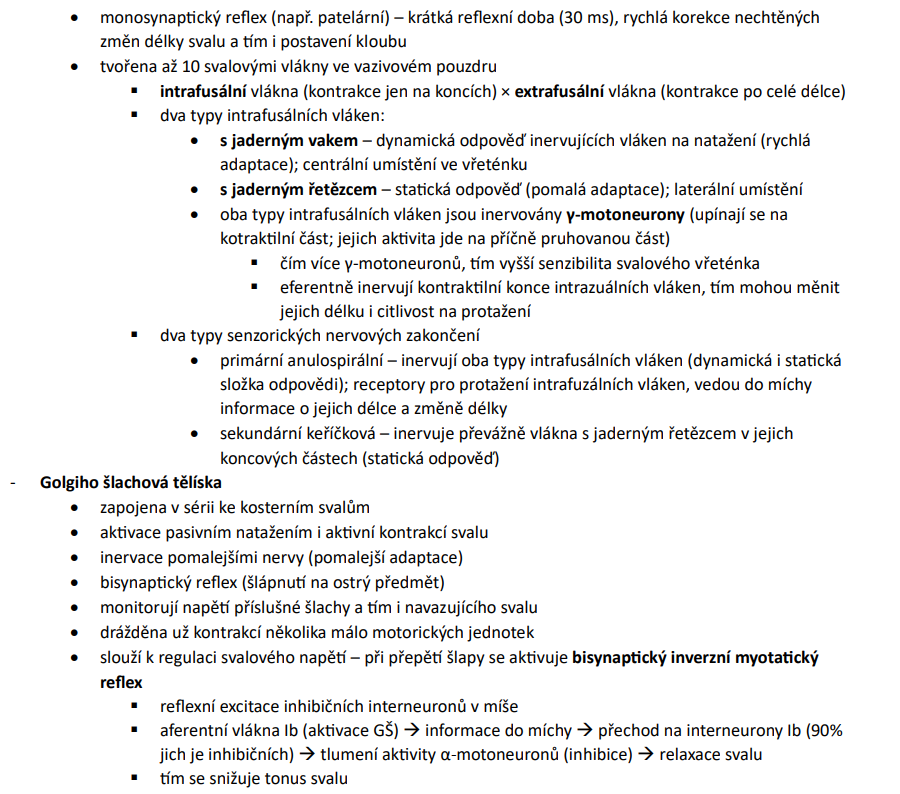 • monosynaptický reflex (např. patelární) – krátká reflexní doba (30 ms), rychlá korekce nechtěných
změn délky svalu a tím i postavení kloubu
• tvořena až 10 svalovými vlákny ve vazivovém pouzdru
▪ intrafusální vlákna (kontrakce jen na koncích) × extrafusální vlákna (kontrakce po celé délce)
▪ dva typy intrafusálních vláken:
• s jaderným vakem – dynamická odpověď inervujících vláken na natažení (rychlá
adaptace); centrální umístění ve vřeténku
• s jaderným řetězcem – statická odpověď (pomalá adaptace); laterální umístění
• oba typy intrafusálních vláken jsou inervovány γ-motoneurony (upínají se na
kotraktilní část; jejich aktivita jde na příčně pruhovanou část)
▪ čím více γ-motoneuronů, tím vyšší senzibilita svalového vřeténka
▪ eferentně inervují kontraktilní konce intrazuálních vláken, tím mohou měnit
jejich délku i citlivost na protažení
▪ dva typy senzorických nervových zakončení
• primární anulospirální – inervují oba typy intrafusálních vláken (dynamická i statická
složka odpovědi); receptory pro protažení intrafuzálních vláken, vedou do míchy
informace o jejich délce a změně délky
• sekundární keříčková – inervuje převážně vlákna s jaderným řetězcem v jejich
koncových částech (statická odpověď)
- Golgiho šlachová tělíska
• zapojena v sérii ke kosterním svalům
• aktivace pasivním natažením i aktivní kontrakcí svalu
• inervace pomalejšími nervy (pomalejší adaptace)
• bisynaptický reflex (šlápnutí na ostrý předmět)
• monitorují napětí příslušné šlachy a tím i navazujícího svalu
• drážděna už kontrakcí několika málo motorických jednotek
• slouží k regulaci svalového napětí – při přepětí šlapy se aktivuje bisynaptický inverzní myotatický
reflex
▪ reflexní excitace inhibičních interneuronů v míše
▪ aferentní vlákna Ib (aktivace GŠ) → informace do míchy → přechod na interneurony Ib (90%
jich je inhibičních) → tlumení aktivity α-motoneuronů (inhibice) → relaxace svalu
▪ tím se snižuje tonus svalu